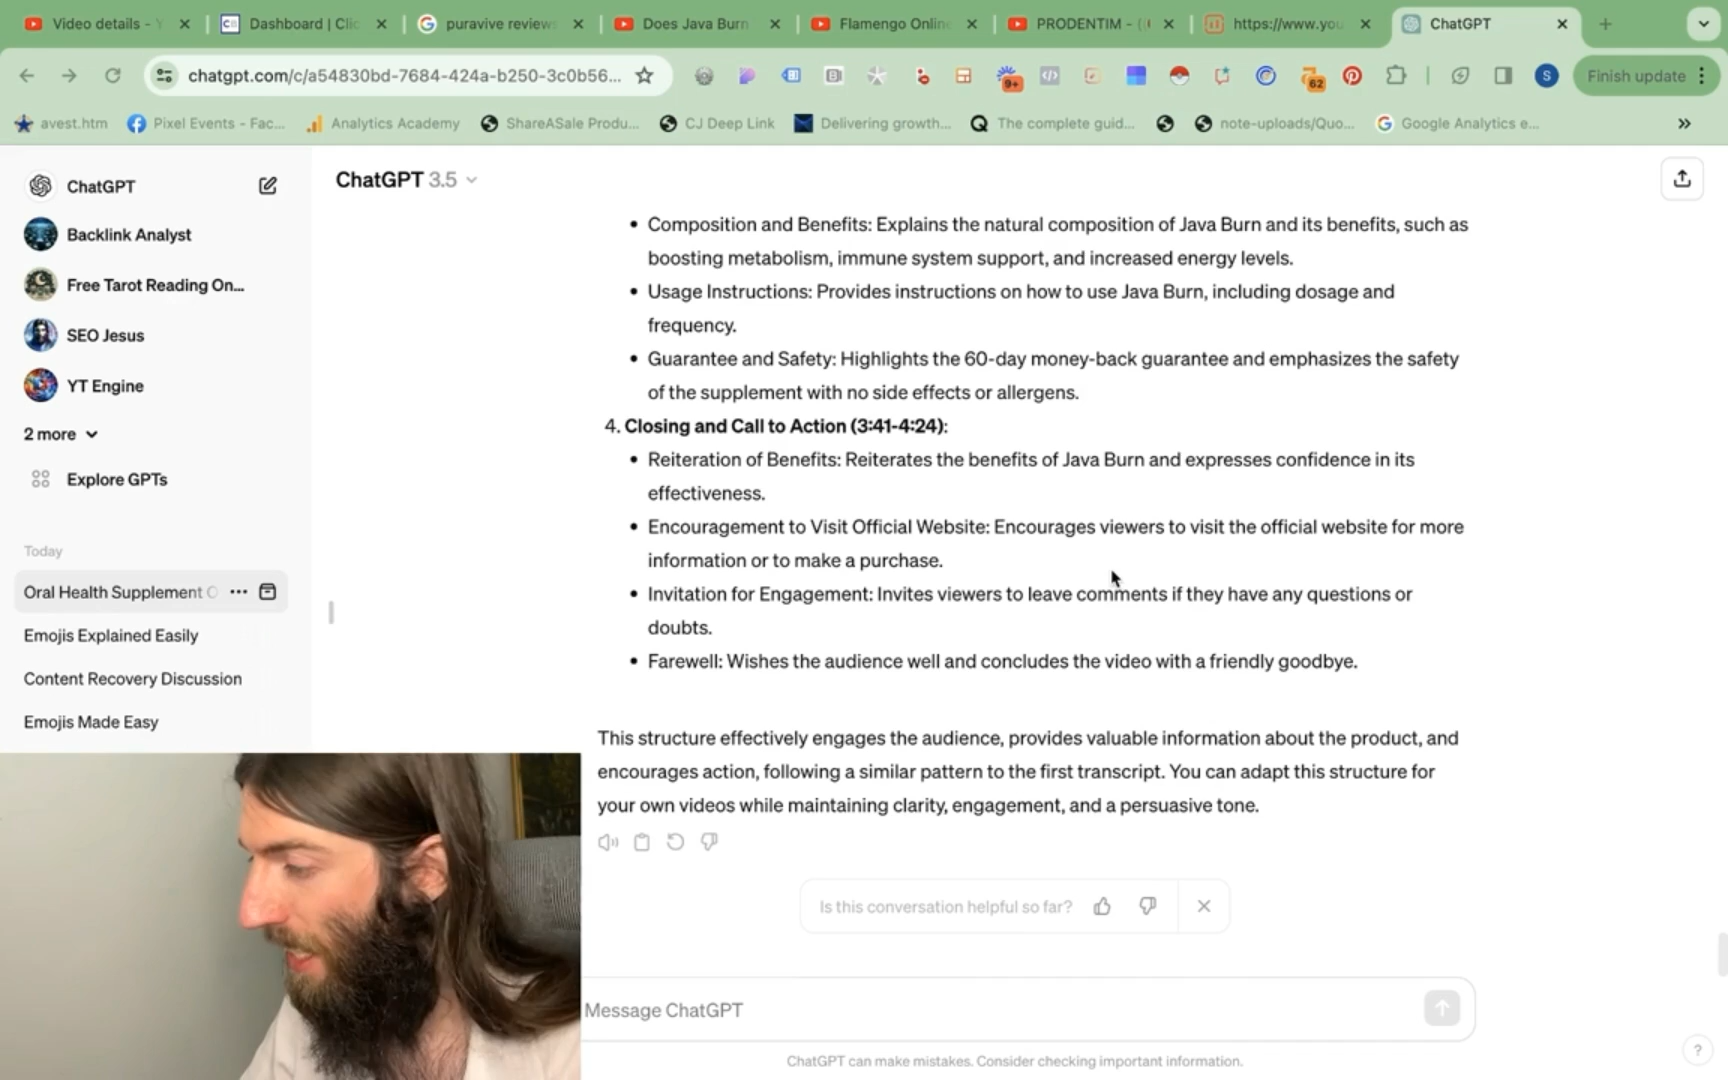 Video details - Y
Dashboard | Clic
puravive reviews
Does Java Burn
Flamengo Online
PRODENTIM - ((
https://www.you
ChatGPT
chatgpt.com/c/a54830bd-7684-424a-b250-3c0b56...
9+
62
S
Finish update
avest.htm
Pixel Events - Fac...
Analytics Academy
ShareASale Produ...
CJ Deep Link
Delivering growth...
The complete guid...
note-uploads/Quo...
Google Analytics e...
»
ChatGPT
Backlink Analyst
Free Tarot Reading On...
SEO Jesus
YT Engine
2 more
Explore GPTs
Today
Oral Health Supplement
Emojis Explained Easily
Content Recovery Discussion
Emojis Made Easy
ChatGPT 3.5
• Composition and Benefits: Explains the natural composition of Java Burn and its benefits, such as
boosting metabolism, immune system support, and increased energy levels.
• Usage Instructions: Provides instructions on how to use Java Burn, including dosage and
frequency.
• Guarantee and Safety: Highlights the 60-day money-back guarantee and emphasizes the safety
of the supplement with no side effects or allergens.
4. Closing and Call to Action (3:41-4:24):
• Reiteration of Benefits: Reiterates the benefits of Java Burn and expresses confidence in its
effectiveness.
• Encouragement to Visit Official Website: Encourages viewers to visit the official website for more
information or to make a purchase.
• Invitation for Engagement: Invites viewers to leave comments if they have any questions or
doubts.
• Farewell: Wishes the audience well and concludes the video with a friendly goodbye.
This structure effectively engages the audience, provides valuable information about the product, and
encourages action, following a similar pattern to the first transcript. You can adapt this structure for
your own videos while maintaining clarity, engagement, and a persuasive tone.
Is this conversation helpful so far?
Message ChatGPT
ChatGPT can make mistakes. Consider checking important information.
?